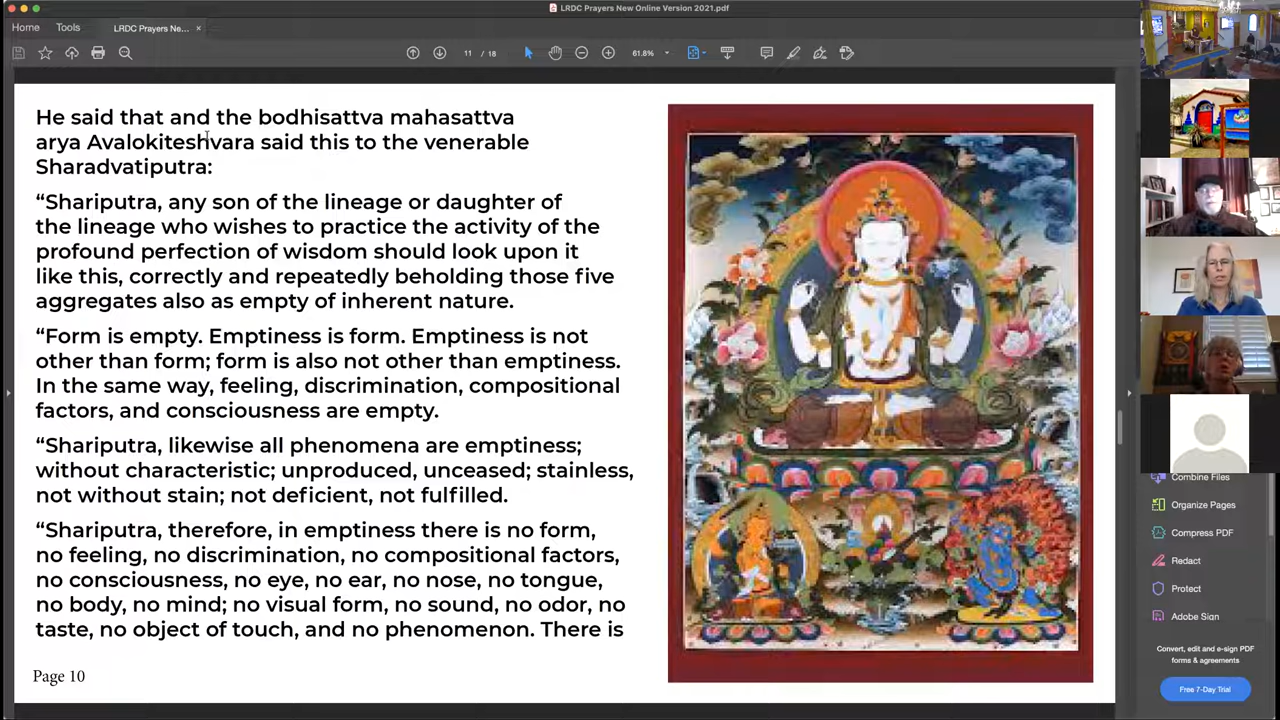 LRDC Prayers New Online Version 2021.pdf
Home
Tools
LRDC Prayers Ne...
×
11 / 18
61.8%
He said that and the bodhisattva mahasattva
arya Avalokiteshvara said this to the venerable
Sharadvatiputra:
“Shariputra, any son of the lineage or daughter of
the lineage who wishes to practice the activity of the
profound perfection of wisdom should look upon it
like this, correctly and repeatedly beholding those five
aggregates also as empty of inherent nature.
“Form is empty. Emptiness is form. Emptiness is not
other than form; form is also not other than emptiness.
In the same way, feeling, discrimination, compositional
factors, and consciousness are empty.
“Shariputra, likewise all phenomena are emptiness;
without characteristic; unproduced, unceased; stainless,
not without stain; not deficient, not fulfilled.
“Shariputra, therefore, in emptiness there is no form,
no feeling, no discrimination, no compositional factors,
no consciousness, no eye, no ear, no nose, no tongue,
no body, no mind; no visual form, no sound, no odor, no
taste, no object of touch, and no phenomenon. There is
Page 10
Combine Files
Organize Pages
Compress PDF
Redact
Protect
Adobe Sign
Convert, edit and e-sign PDF
forms & agreements
Free 7-Day Trial